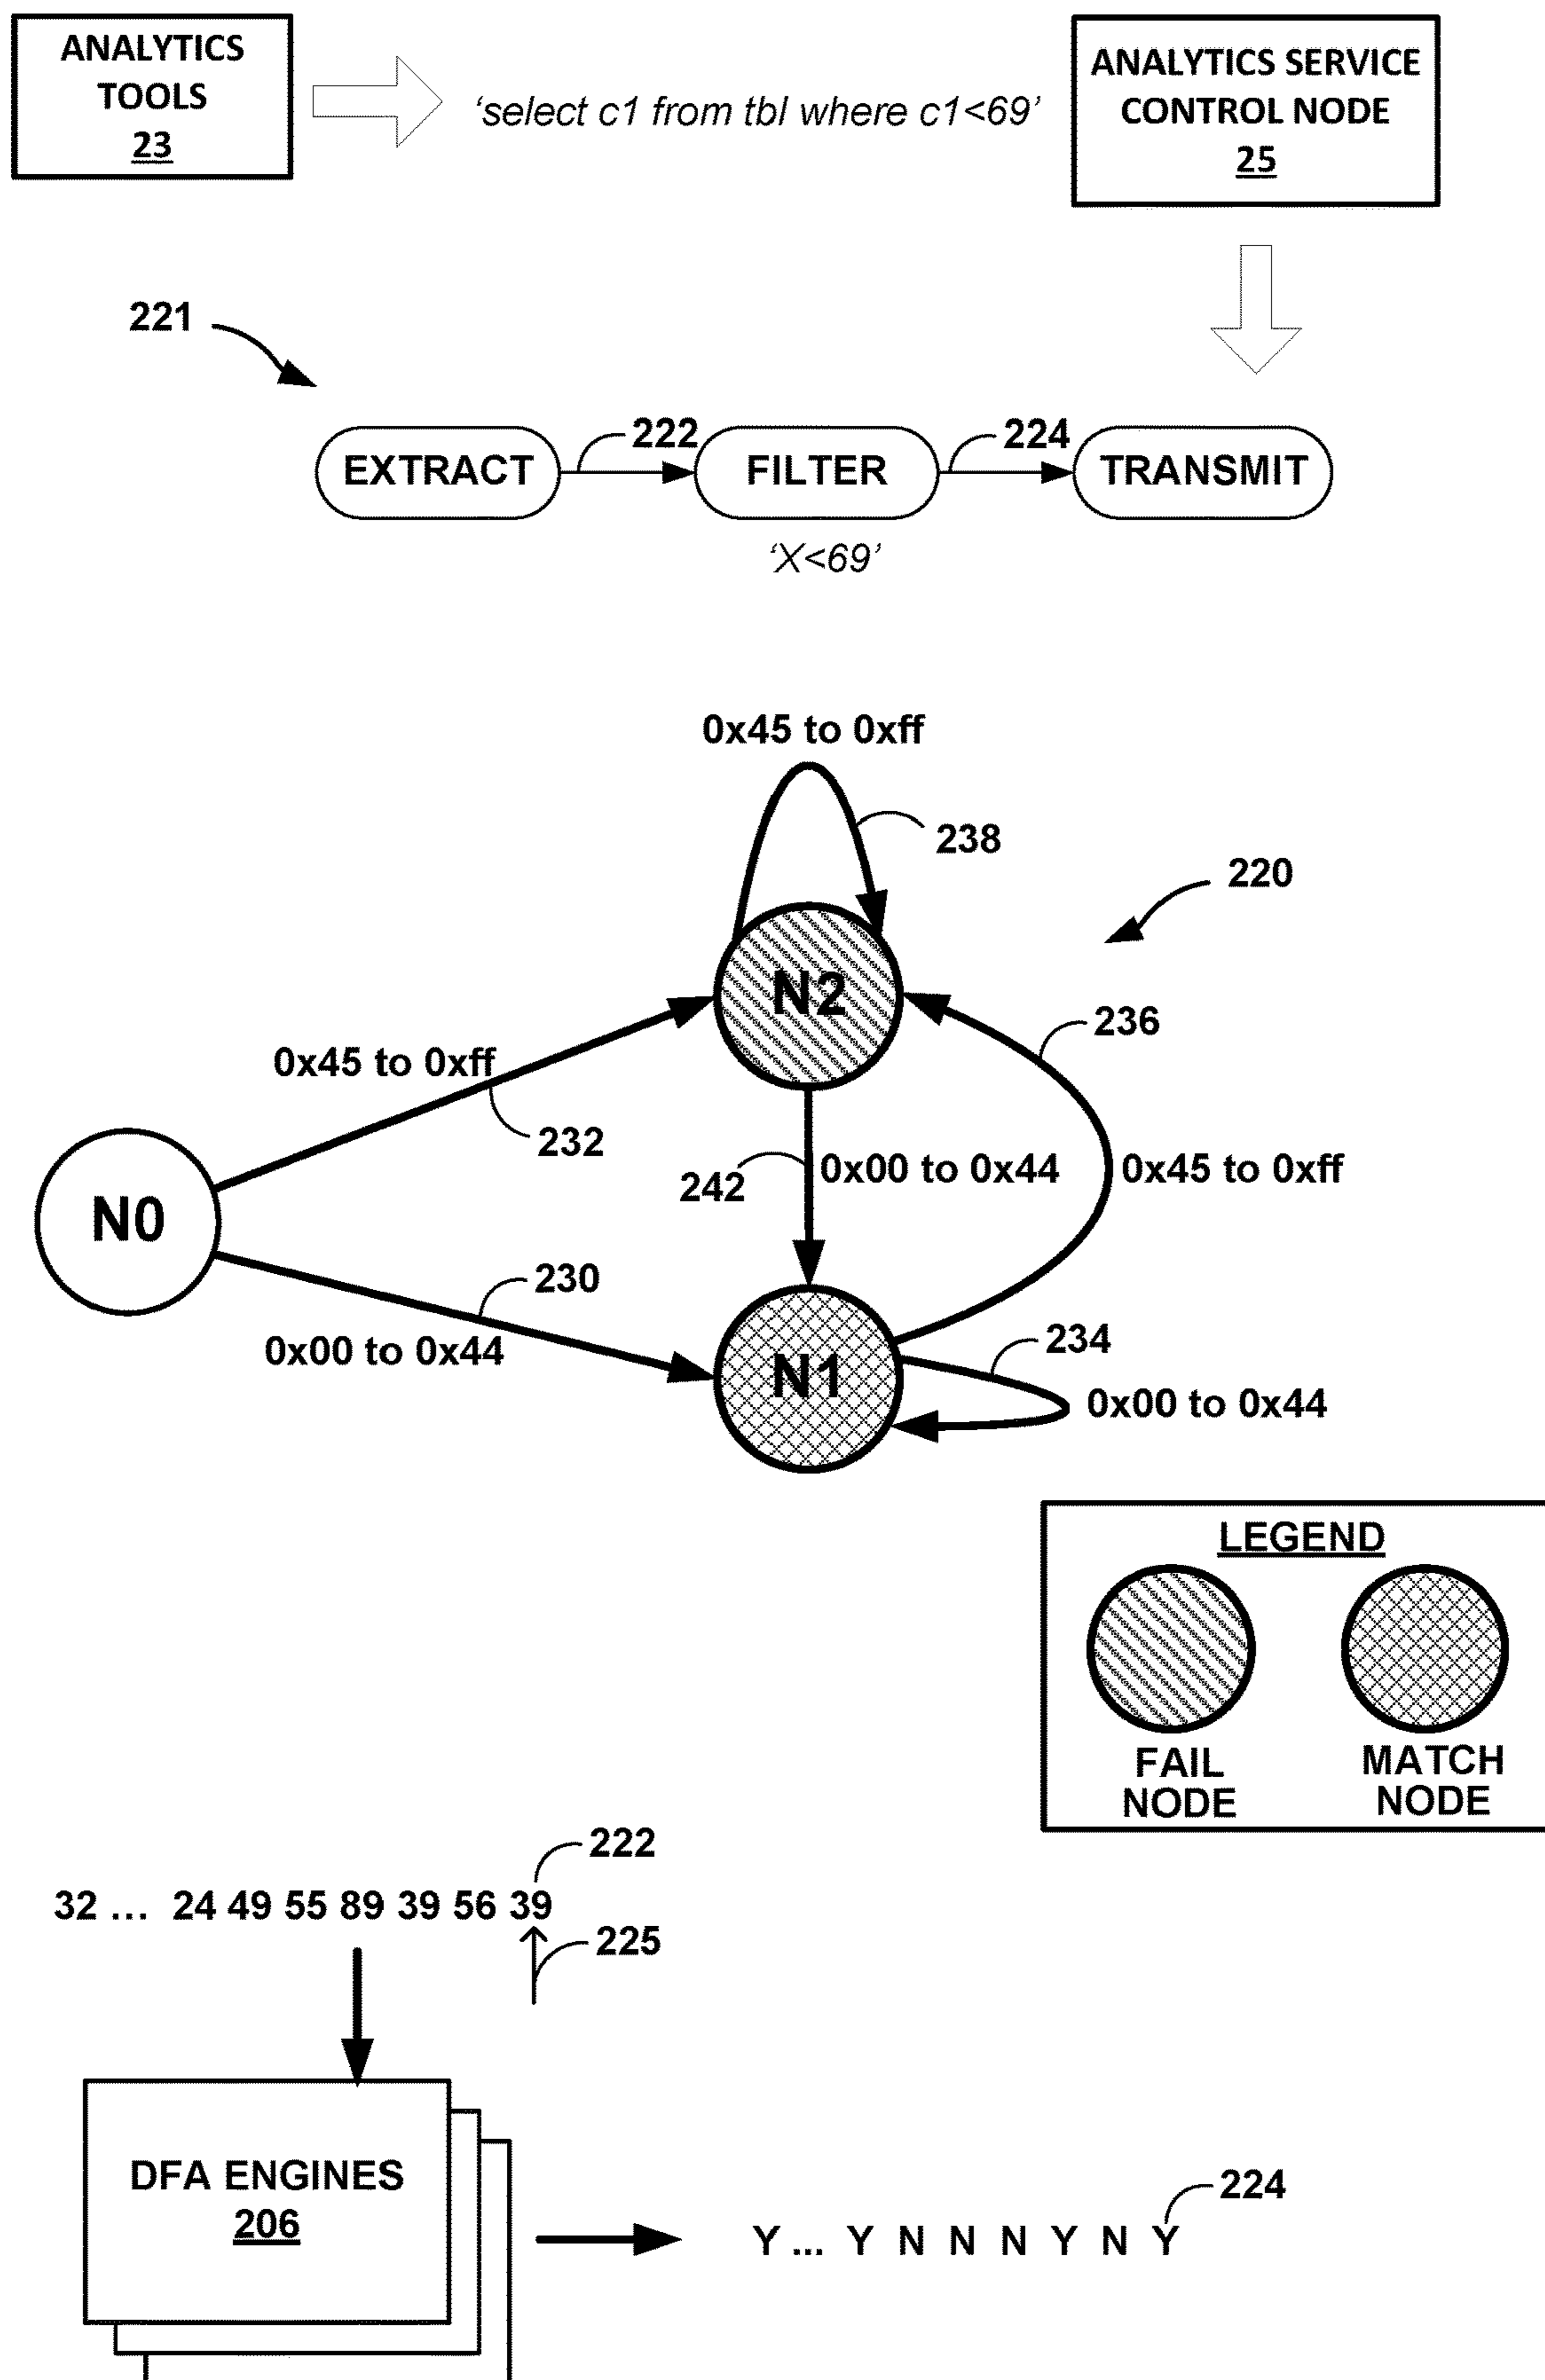 ANALYTICS
TOOLS
23
'select c1 from tbl where c1<69'
ANALYTICS SERVICE
CONTROL NODE
25
221
EXTRACT
222
FILTER
224
TRANSMIT
'X<69'
0x45 to 0xff
238
220
N2
236
0x45 to 0xff
232
242
0x00 to 0x44
0x45 to 0xff
N0
230
0x00 to 0x44
N1
234
0x00 to 0x44
LEGEND
FAIL
NODE
MATCH
NODE
222
32 ... 24 49 55 89 39 56 39
225
DFA ENGINES
206
224
Y ... Y N N N Y N Y